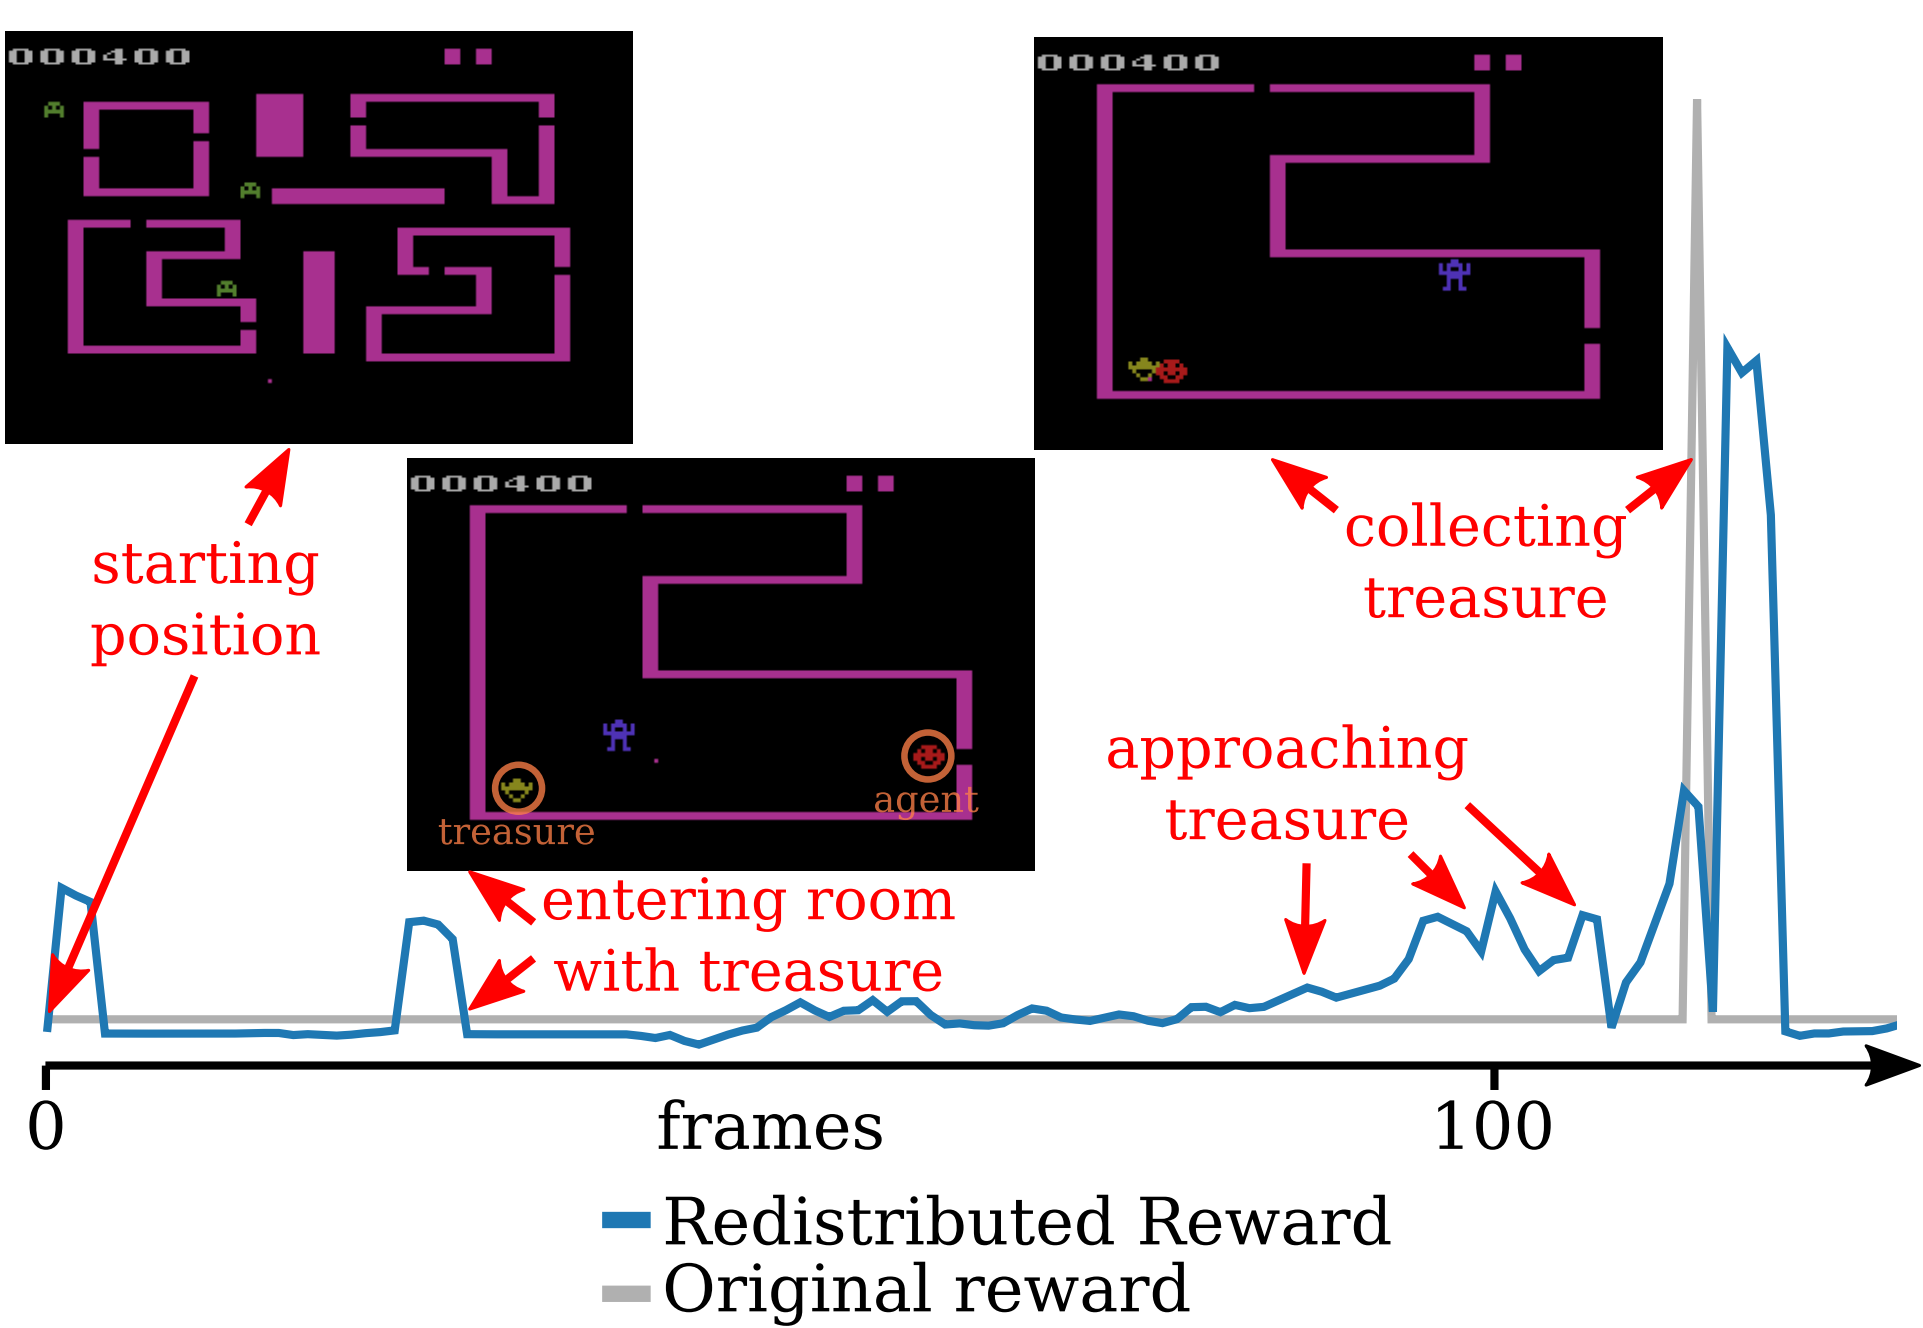 000400
000400
starting
position
000400
treasure
agent
collecting
treasure
entering room
with treasure
approaching
treasure
0
frames
100
Redistributed Reward
Original reward